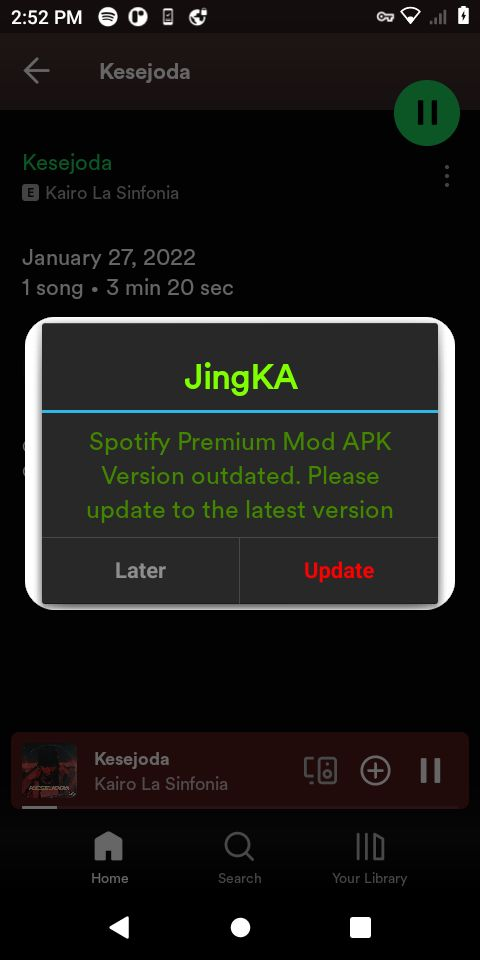 2:52 PM
Kesejoda
Kesejoda
E Kairo La Sinfonia
January 27, 2022
1 song • 3 min 20 sec
JingKA
Spotify Premium Mod APK
Version outdated. Please
update to the latest version
Later Update
Kesejoda
Kairo La Sinfonia
Home Search Your Library